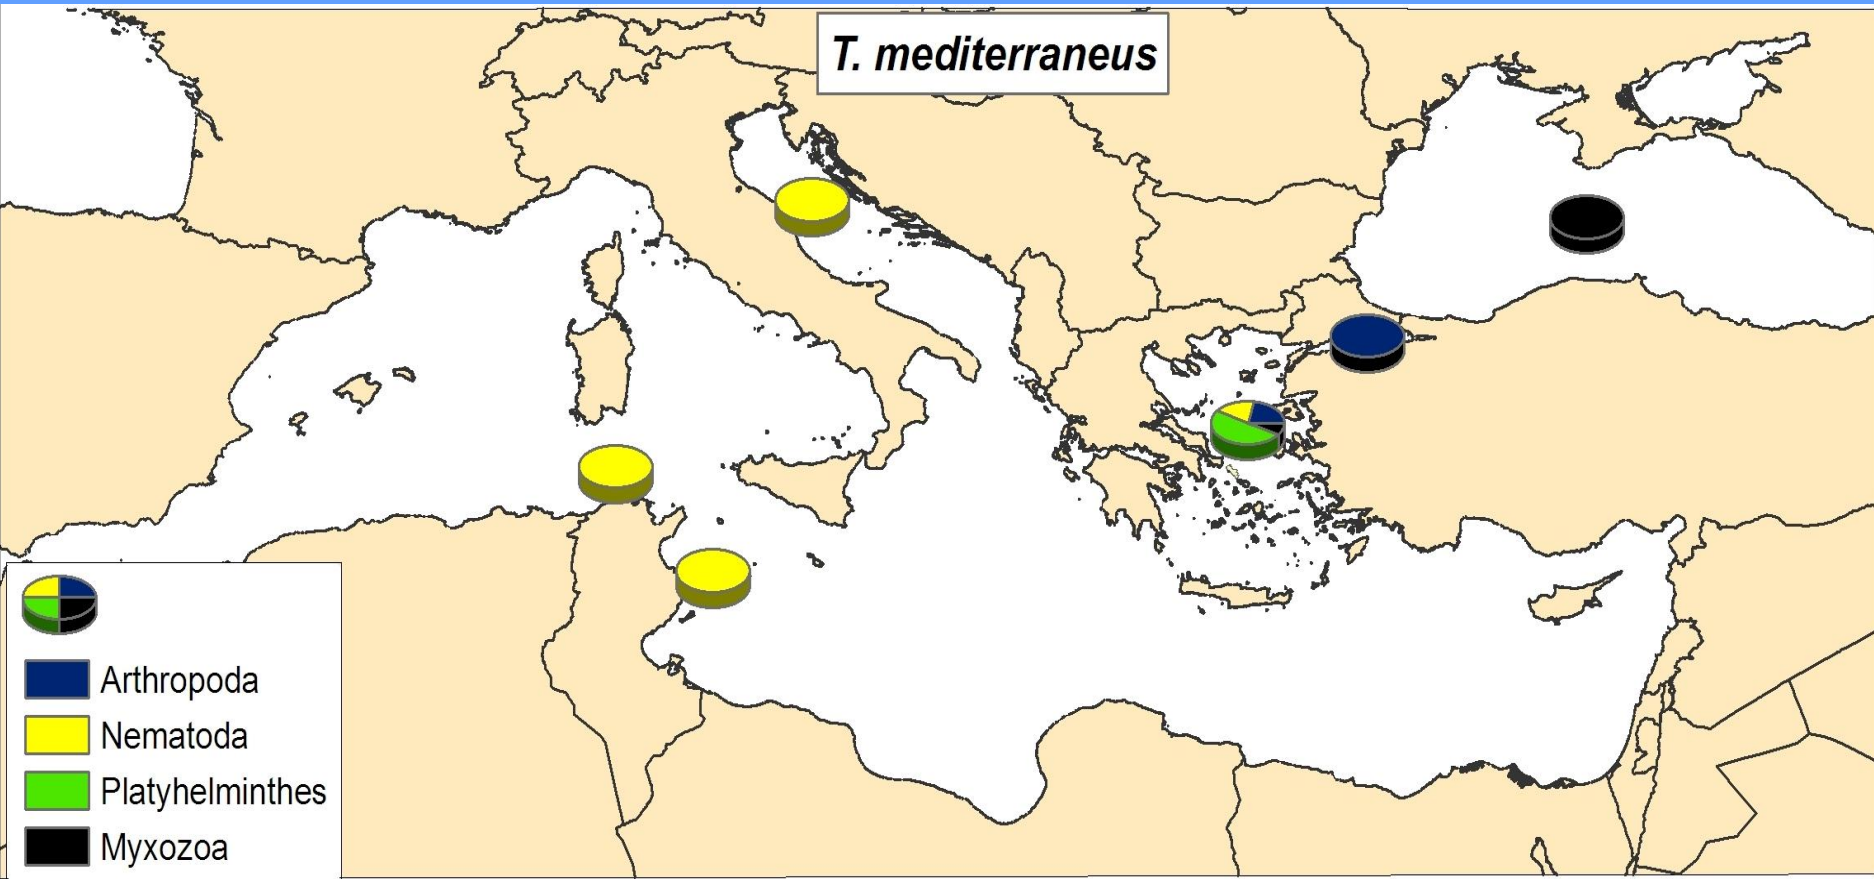 T. mediterraneus
Arthropoda
Nematoda
Platyhelminthes
Myxozoa